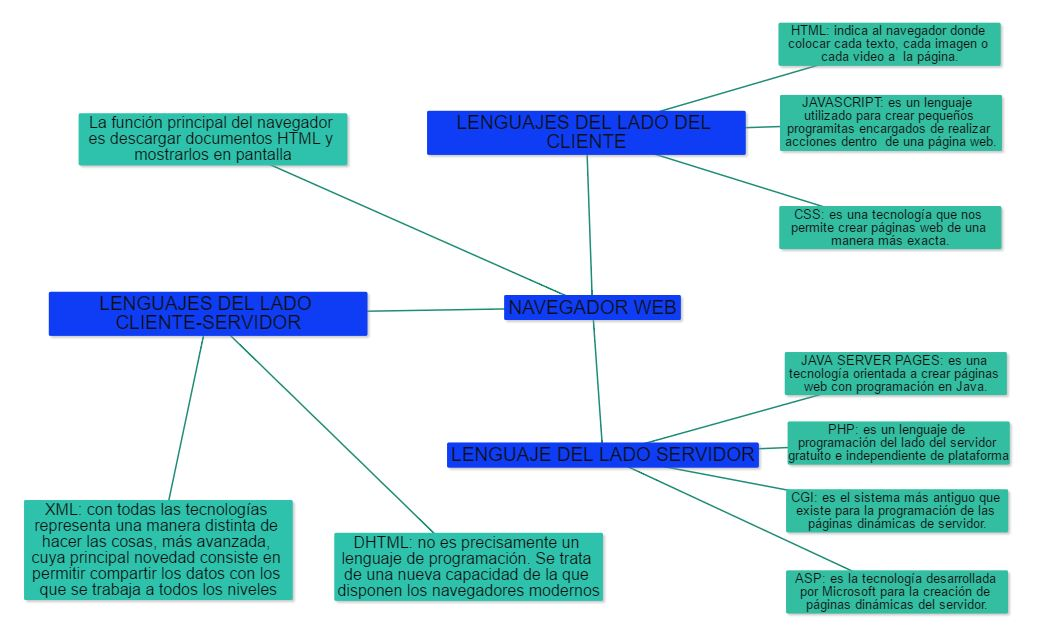 HTML: indica al navegador donde
colocar cada texto, cada imagen o
cada video a la página.
LENGUAJES DEL LADO DEL
CLIENTE
JAVASCRIPT: es un lenguaje
utilizado para crear pequeños
programitas encargados de realizar
acciones dentro de una página web.
La función principal del navegador
es descargar documentos HTML y
mostrarlos en pantalla
CSS: es una tecnología que nos
permite crear páginas web de una
manera más exacta.
LENGUAJES DEL LADO
CLIENTE-SERVIDOR
NAVEGADOR WEB
JAVA SERVER PAGES: es una
tecnología orientada a crear páginas
web con programación en Java.
LENGUAJE DEL LADO SERVIDOR
PHP: es un lenguaje de
programación del lado del servidor
gratuito e independiente de plataforma
CGI: es el sistema más antiguo que
existe para la programación de las
páginas dinámicas de servidor.
XML: con todas las tecnologías
representa una manera distinta de
hacer las cosas, más avanzada,
cuya principal novedad consiste en
permitir compartir los datos con los
que se trabaja a todos los niveles
DHTML: no es precisamente un
lenguaje de programación. Se trata
de una nueva capacidad de la que
disponen los navegadores modernos
ASP: es la tecnología desarrollada
por Microsoft para la creación de
páginas dinámicas del servidor.